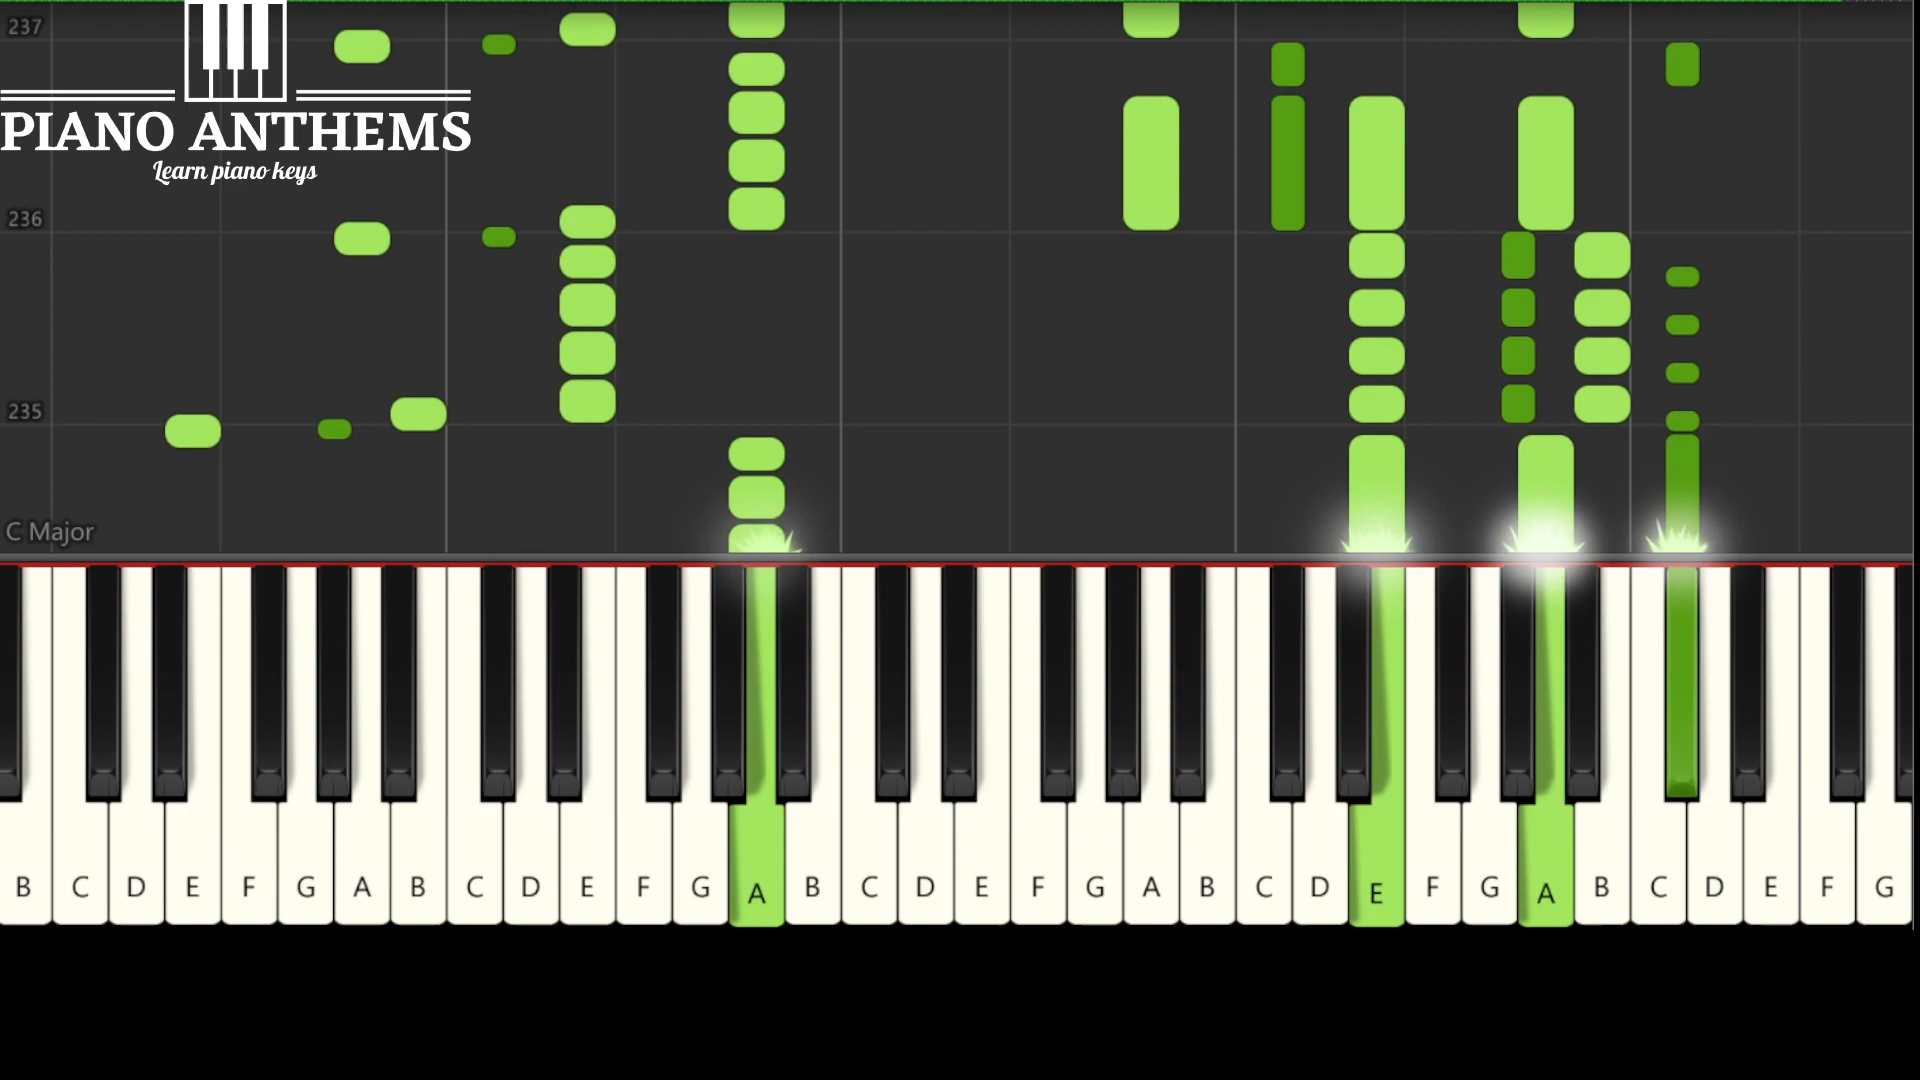 237
PIANO ANTHEMS
Learn piano keys
236
235
C Major
B C D E F G A B C D E F G A B C D E F G A B C D E F G A B C D E F G